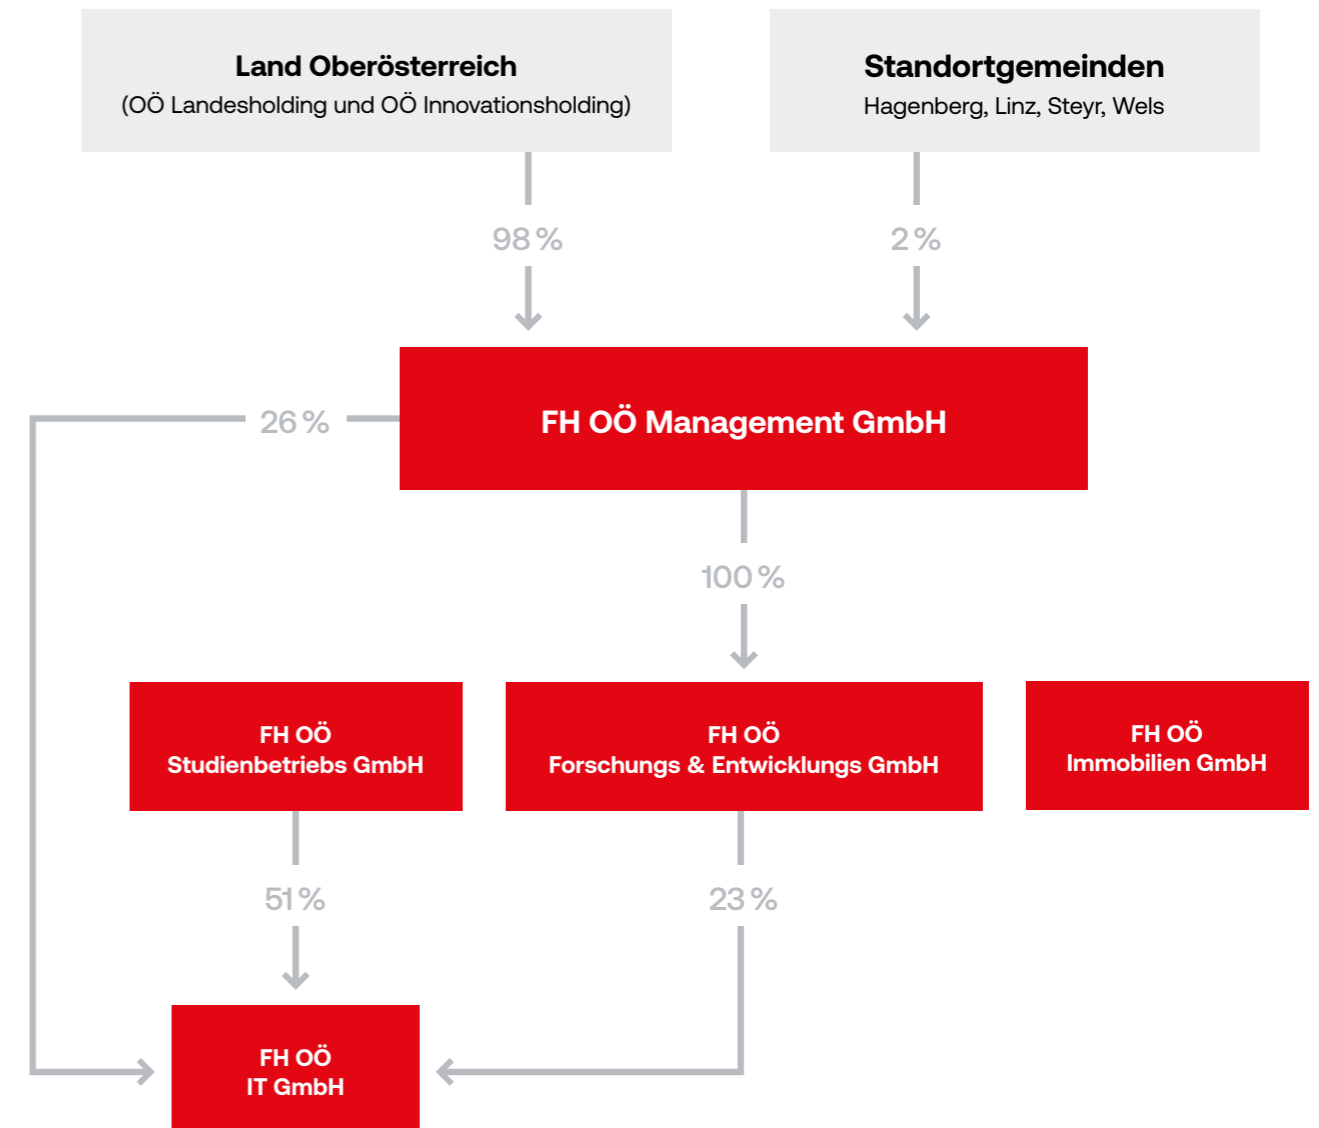 Land Oberösterreich
(OÖ Landesholding und OÖ Innovationsholding)
Standortgemeinden
Hagenberg, Linz, Steyr, Wels
98 %
2 %
26 %
FH OÖ Management GmbH
100 %
FH OÖ
Studienbetriebs GmbH
FH OÖ
Forschungs & Entwicklungs GmbH
FH OÖ
Immobilien GmbH
51 %
23 %
FH OÖ
IT GmbH